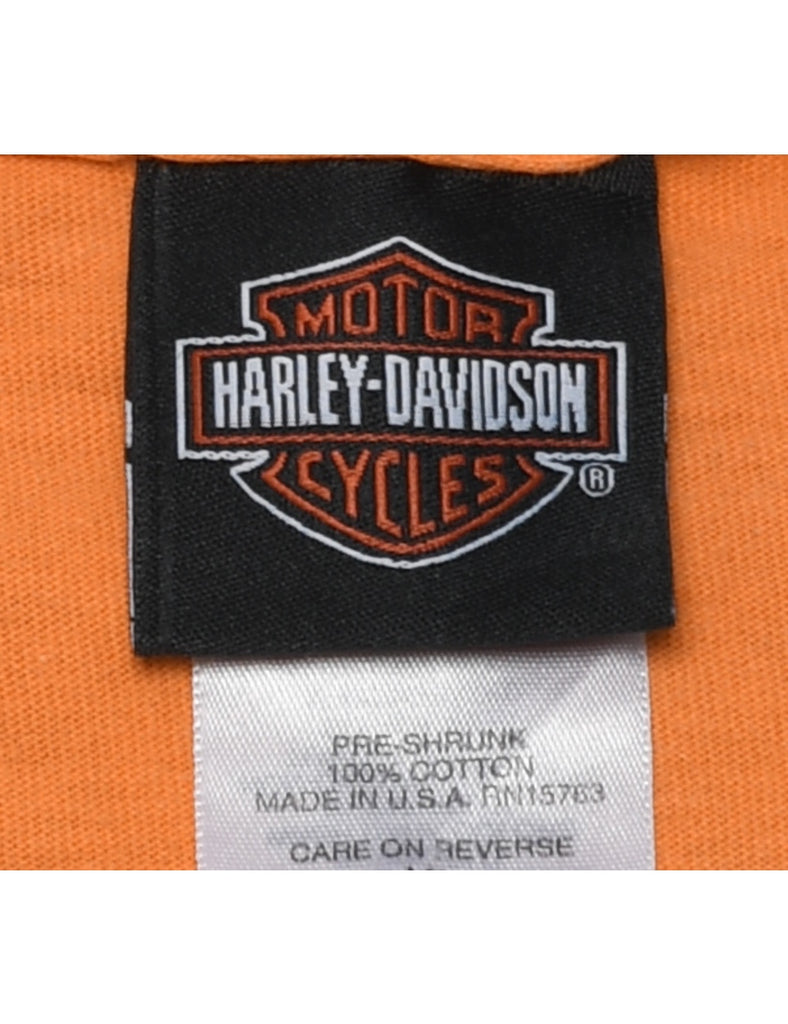 MOTOR
HARLEY-DAVIDSON
CYCLES
®
PRE-SHRUNK
100% COTTON
MADE IN U.S.A. RN15763
CARE ON REVERSE